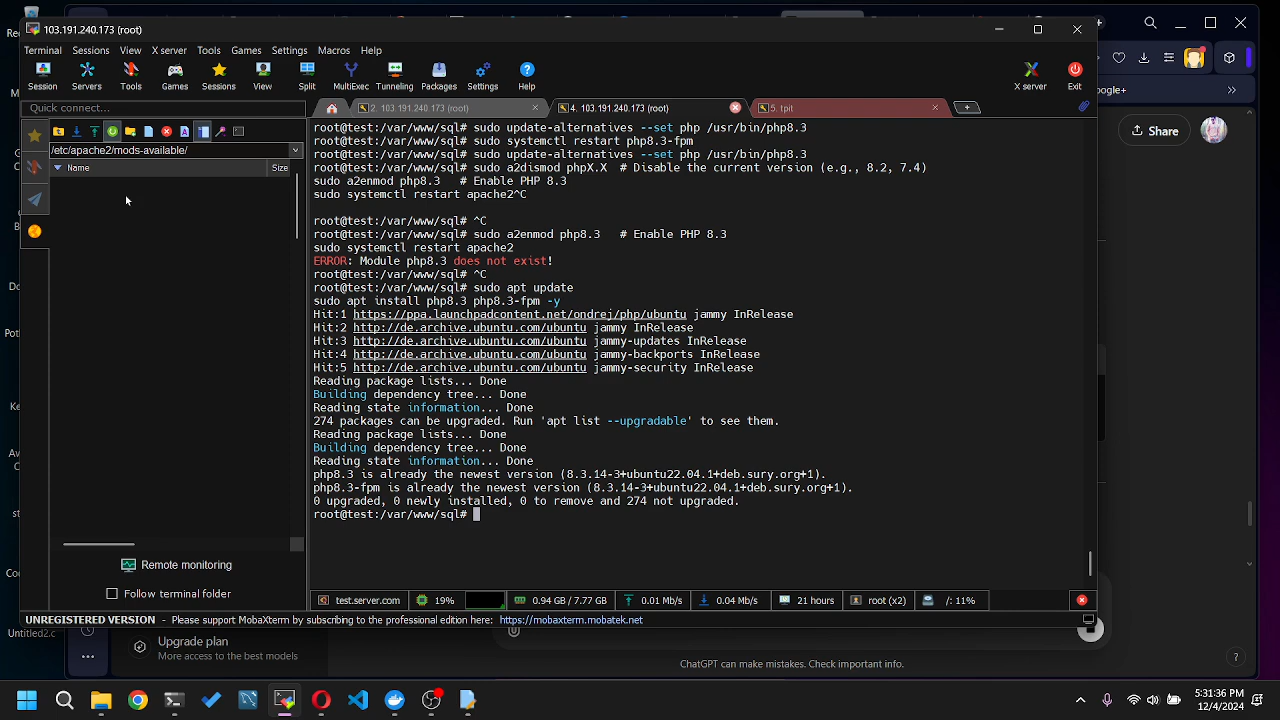 103.191.240.173 (root)
Terminal Sessions View X server Tools Games Settings Macros Help
Session Servers Tools Games Sessions View Split MultiExec Tunneling Packages Settings Help X server Exit
Quick connect...
2. 103.191.240.173 (root)
4. 103.191.240.173 (root)
5. tpit
/etc/apache2/mods-available/
Name Size
root@test:/var/www/sql# sudo update-alternatives --set php /usr/bin/php8.3
root@test:/var/www/sql# sudo systemctl restart php8.3-fpm
root@test:/var/www/sql# sudo update-alternatives --set php /usr/bin/php8.3
root@test:/var/www/sql# sudo a2dismod phpX.X # Disable the current version (e.g., 8.2, 7.4)
sudo a2enmod php8.3 # Enable PHP 8.3
sudo systemctl restart apache2^C
root@test:/var/www/sql# ^C
root@test:/var/www/sql# sudo a2enmod php8.3 # Enable PHP 8.3
sudo systemctl restart apache2
ERROR: Module php8.3 does not exist!
root@test:/var/www/sql# ^C
root@test:/var/www/sql# sudo apt update
sudo apt install php8.3 php8.3-fpm -y
Hit:1 https://ppa.launchpadcontent.net/ondrej/php/ubuntu jammy InRelease
Hit:2 http://de.archive.ubuntu.com/ubuntu jammy InRelease
Hit:3 http://de.archive.ubuntu.com/ubuntu jammy-updates InRelease
Hit:4 http://de.archive.ubuntu.com/ubuntu jammy-backports InRelease
Hit:5 http://de.archive.ubuntu.com/ubuntu jammy-security InRelease
Reading package lists... Done
Building dependency tree... Done
Reading state information... Done
274 packages can be upgraded. Run 'apt list --upgradable' to see them.
Reading package lists... Done
Building dependency tree... Done
Reading state information... Done
php8.3 is already the newest version (8.3.14-3+ubuntu22.04.1+deb.sury.org+1).
php8.3-fpm is already the newest version (8.3.14-3+ubuntu22.04.1+deb.sury.org+1).
0 upgraded, 0 newly installed, 0 to remove and 274 not upgraded.
root@test:/var/www/sql#
Remote monitoring
Follow terminal folder
test.server.com 19% 0.94 GB / 7.77 GB 0.01 Mb/s 0.04 Mb/s 21 hours root (x2) /: 11%
UNREGISTERED VERSION - Please support MobaXterm by subscribing to the professional edition here: https://mobaxterm.mobatek.net
oogle+
Share
Untitled2.c
Upgrade plan
More access to the best models
ChatGPT can make mistakes. Check important info.
?
5:31:36 PM
12/4/2024